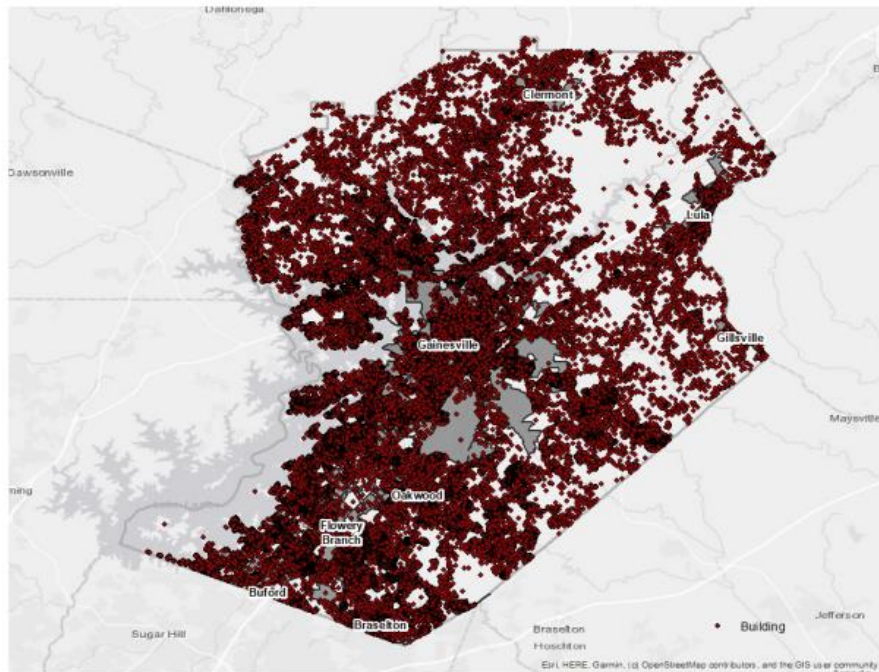 Dahlonega
Clermont
Dawsonville
Lula
Gillsville
Gainesville
Maysville
ming
Oakwood
Flowery
Branch
Buford
Braselton
Sugar Hill
Braselton
Hoschton
Jefferson
Building
Esri, HERE, Garmin, (c) OpenStreetMap contributors, and the GIS user community